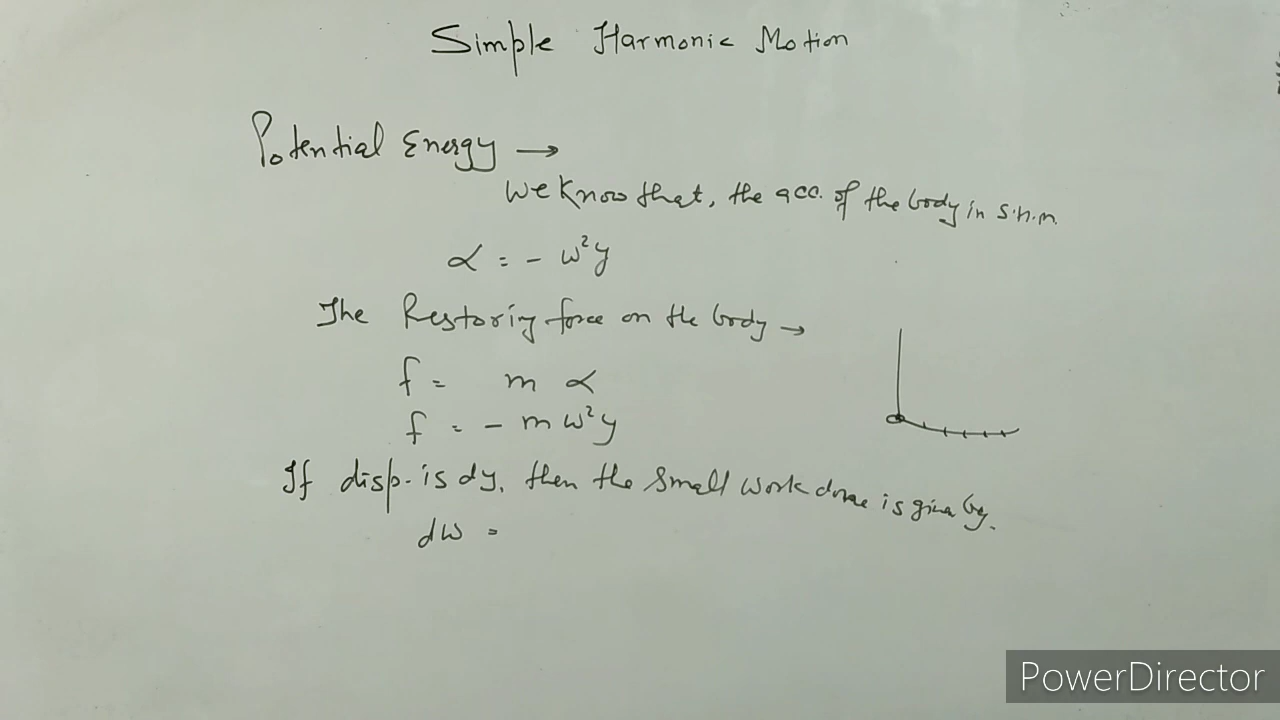 Simple Harmonic Motion
Potential Energy →
We know that, the acc. of the body in S.H.M.
α = - ω²y
The Restoring force on the body →
f = m α
f = - m ω²y
If disp. is dy, then the small work done is given by.
dW =
PowerDirector